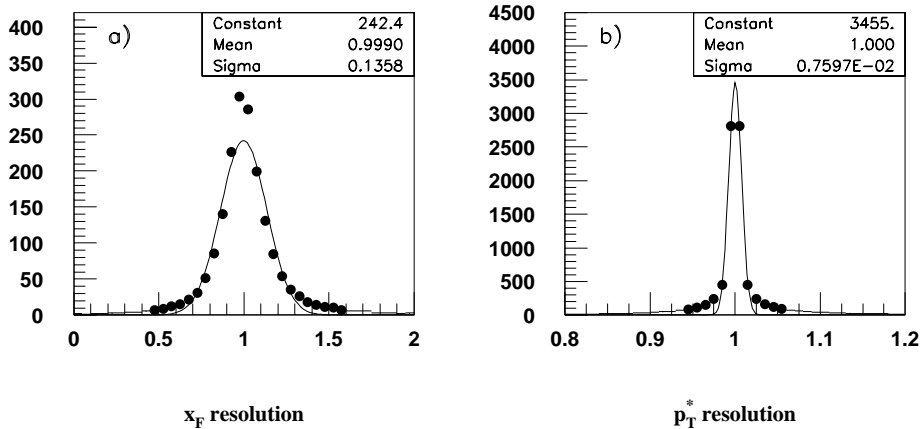 a)
Constant 242.4
Mean 0.9990
Sigma 0.1358
400
350
300
250
200
150
100
50
0
0 0.5 1 1.5 2
x_F resolution
b)
Constant 3455.
Mean 1.000
Sigma 0.7597E-02
4500
4000
3500
3000
2500
2000
1500
1000
500
0
0.8 0.9 1 1.1 1.2
p_T^* resolution